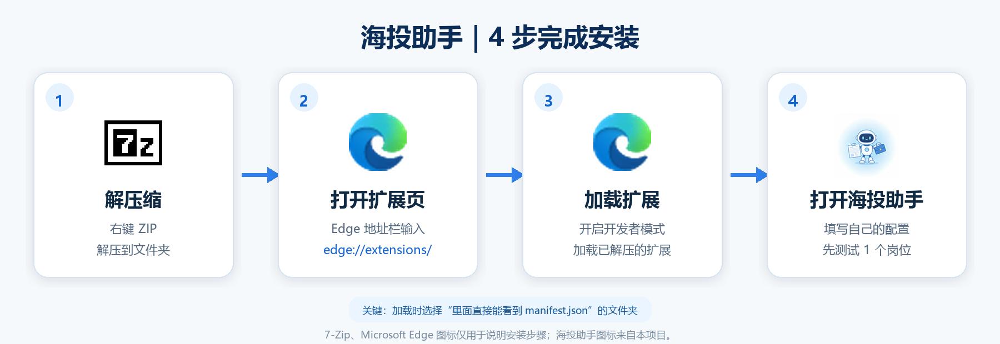 海投助手 | 4 步完成安装
1
7z
解压缩
右键 ZIP
解压到文件夹
2
打开扩展页
Edge 地址栏输入
edge://extensions/
3
加载扩展
开启开发者模式
加载已解压的扩展
4
打开海投助手
填写自己的配置
先测试 1 个岗位
关键：加载时选择“里面直接能看到 manifest.json”的文件夹
7-Zip、Microsoft Edge 图标仅用于说明安装步骤；海投助手图标来自本项目。